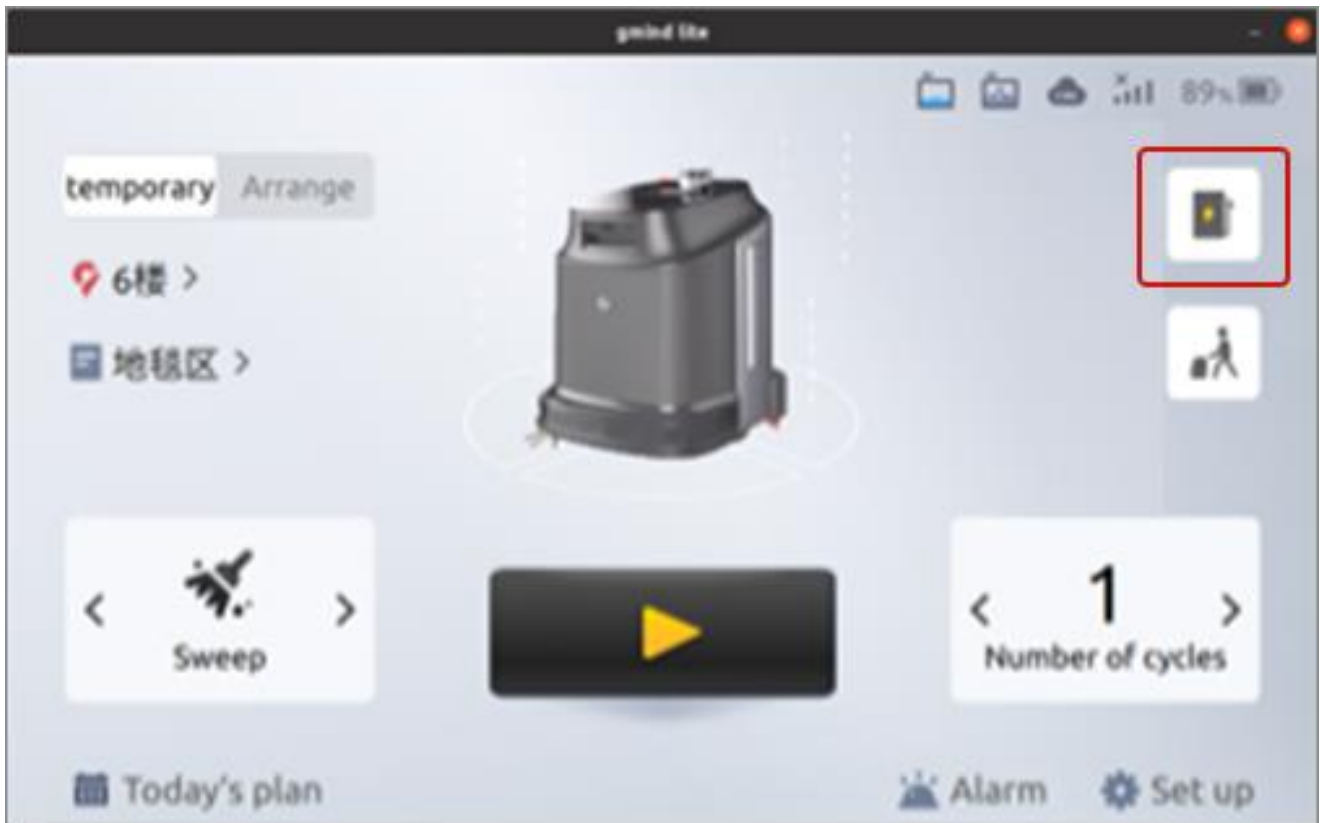 gmind lite
89%
temporary Arrange
6楼 >
地毯区 >
< Sweep >
< 1 >
Number of cycles
Today's plan
Alarm
Set up